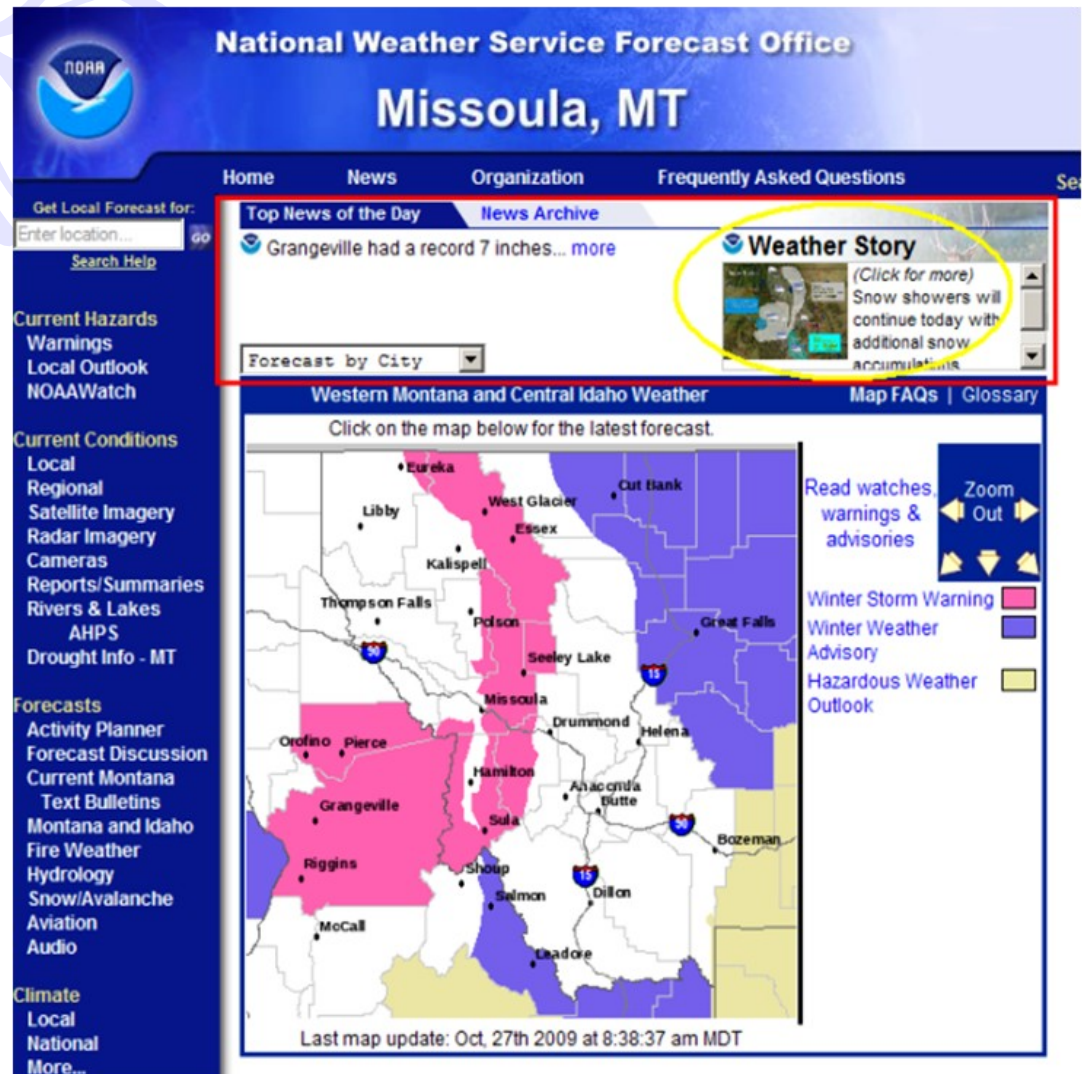 NOAA
National Weather Service Forecast Office
Missoula, MT
Home News Organization Frequently Asked Questions
Get Local Forecast for:
Enter location... GO
Search Help
Current Hazards
Warnings
Local Outlook
NOAAWatch
Current Conditions
Local
Regional
Satellite Imagery
Radar Imagery
Cameras
Reports/Summaries
Rivers & Lakes
AHPS
Drought Info - MT
Forecasts
Activity Planner
Forecast Discussion
Current Montana
Text Bulletins
Montana and Idaho
Fire Weather
Hydrology
Snow/Avalanche
Aviation
Audio
Climate
Local
National
More...
Top News of the Day News Archive
Grangeville had a record 7 inches... more
Weather Story
(Click for more)
Snow showers will
continue today with
additional snow
accumulations
Forecast by City
Western Montana and Central Idaho Weather Map FAQs | Glossary
Click on the map below for the latest forecast.
Eureka
Cut Bank
West Glacier
Libby
Essex
Kalispell
Thompson Falls
Polson
Great Falls
90
Seeley Lake
15
Missoula
Drummond
Helena
Orofino Pierce
Hamilton
Anaconda
Butte
Grangeville
Sula
90
Bozeman
Riggins
Shoup
15
Salmon
Dillon
McCall
Leadore
Last map update: Oct, 27th 2009 at 8:38:37 am MDT
Read watches,
warnings &
advisories
Zoom
Out
Winter Storm Warning
Winter Weather
Advisory
Hazardous Weather
Outlook